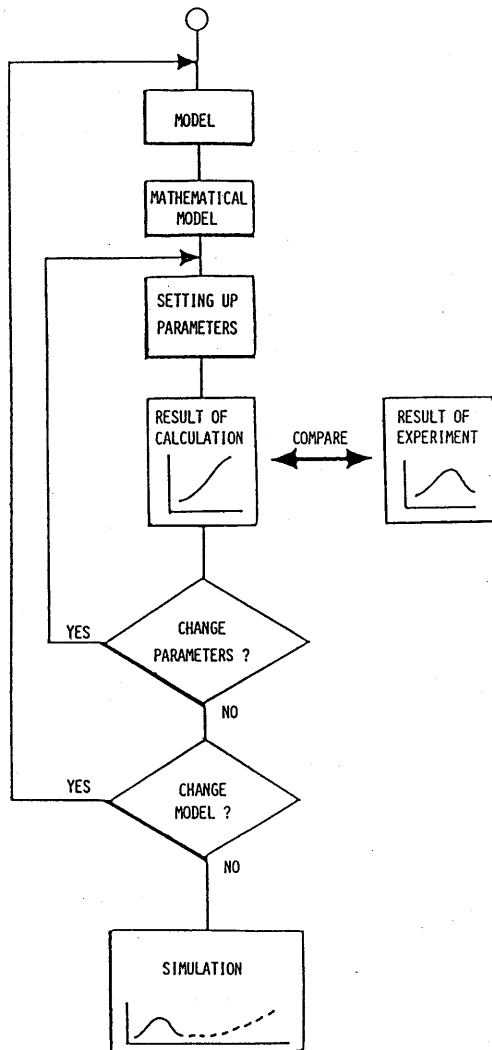 MODEL
MATHEMATICAL
MODEL
SETTING UP
PARAMETERS
RESULT OF
CALCULATION
COMPARE
RESULT OF
EXPERIMENT
YES
CHANGE
PARAMETERS ?
NO
YES
CHANGE
MODEL ?
NO
SIMULATION